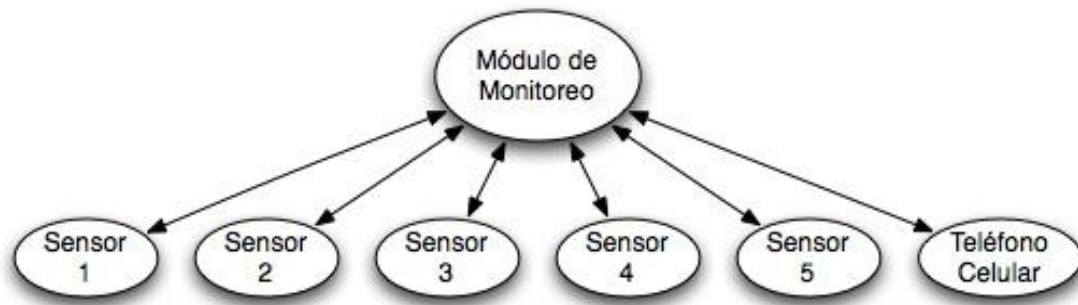 Módulo de
Monitoreo
Sensor
1
Sensor
2
Sensor
3
Sensor
4
Sensor
5
Teléfono
Celular